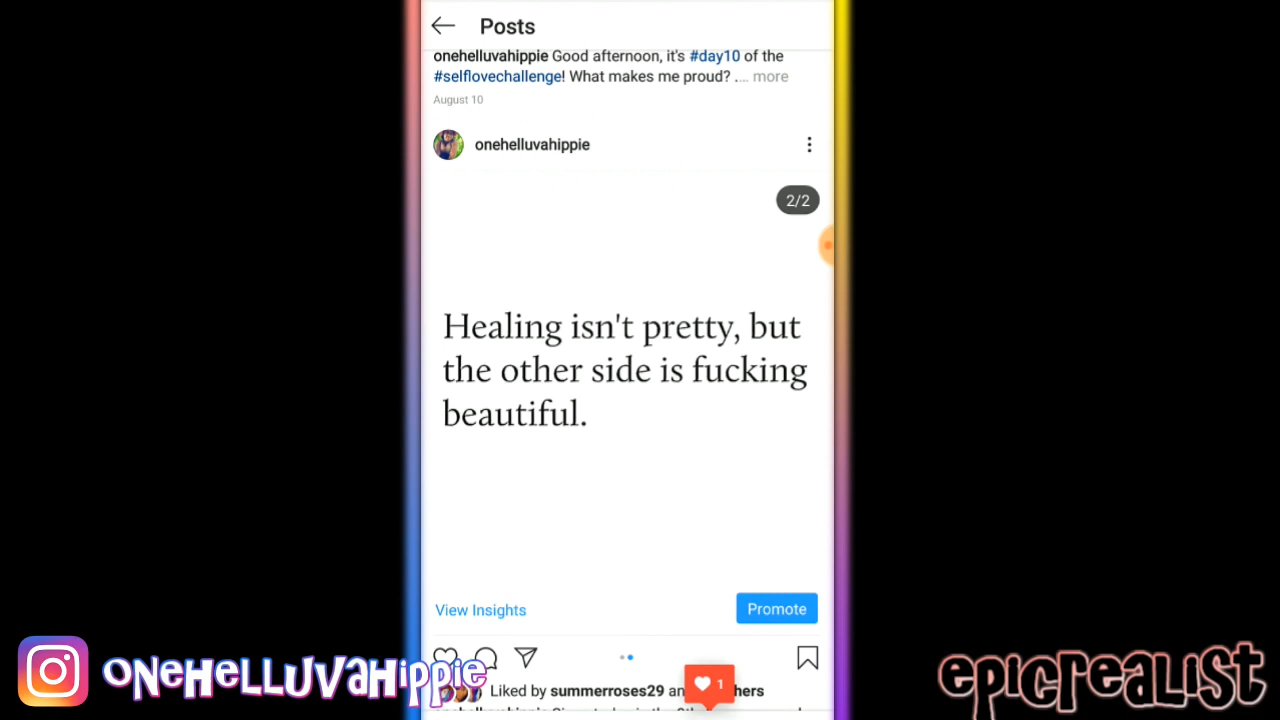 Posts
onehelluvahippie Good afternoon, it's #day10 of the
#selflovechallenge! What makes me proud? .... more
August 10
onehelluvahippie
2/2
Healing isn't pretty, but
the other side is fucking
beautiful.
View Insights
Promote
1
Liked by summerroses29 an hers
oNeHeLLuVaHippie
epicreaList